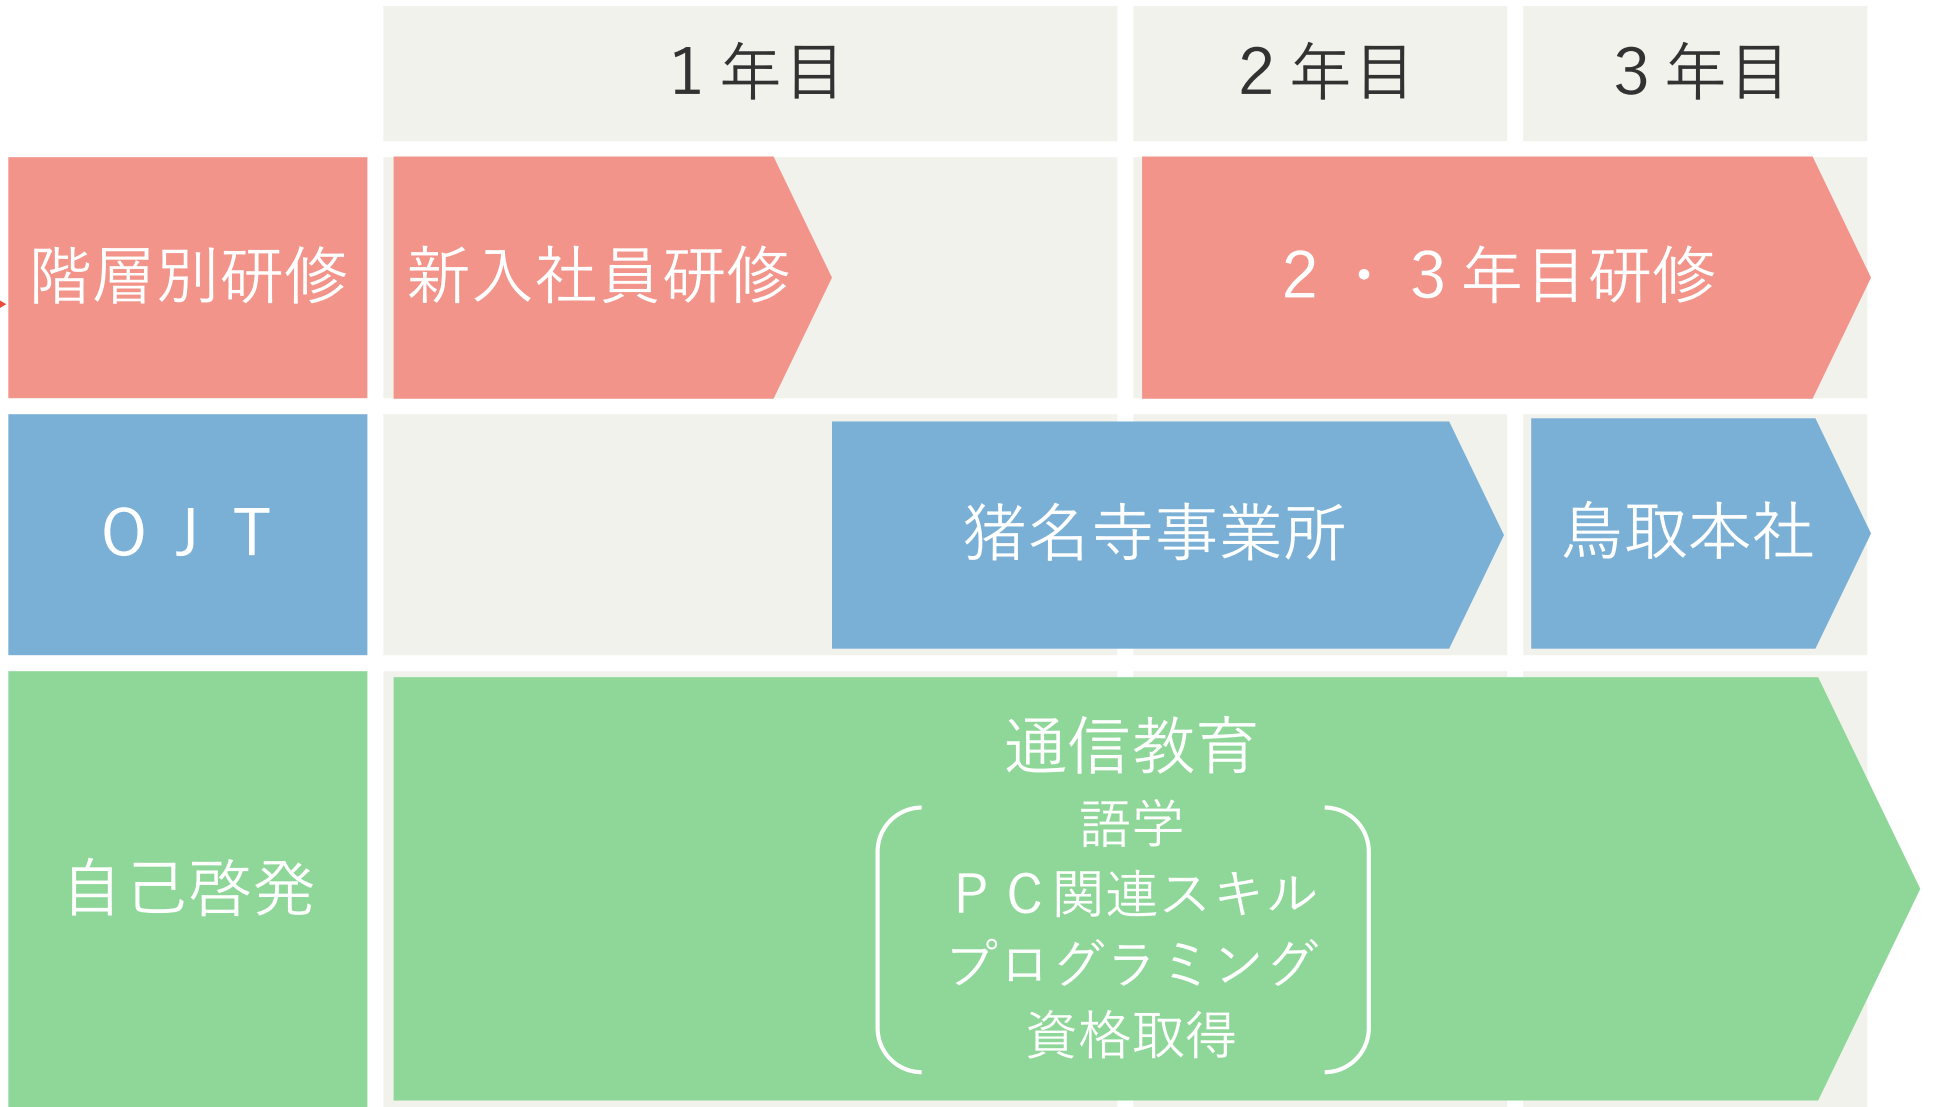 1 年目
2 年目
3 年目
階層別研修
新入社員研修
２・３年目研修
ＯＪＴ
猪名寺事業所
鳥取本社
自己啓発
通信教育
語学
ＰＣ関連スキル
プログラミング
資格取得